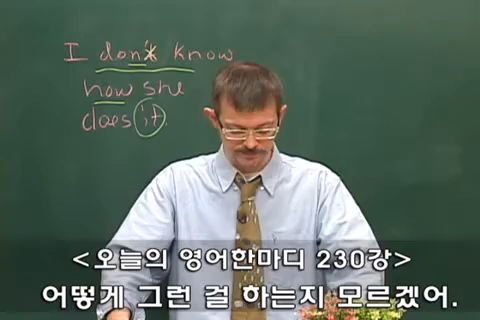 I don't know
how she
does it.
<오늘의 영어한마디 230강>
어떻게 그런 걸 하는지 모르겠어.